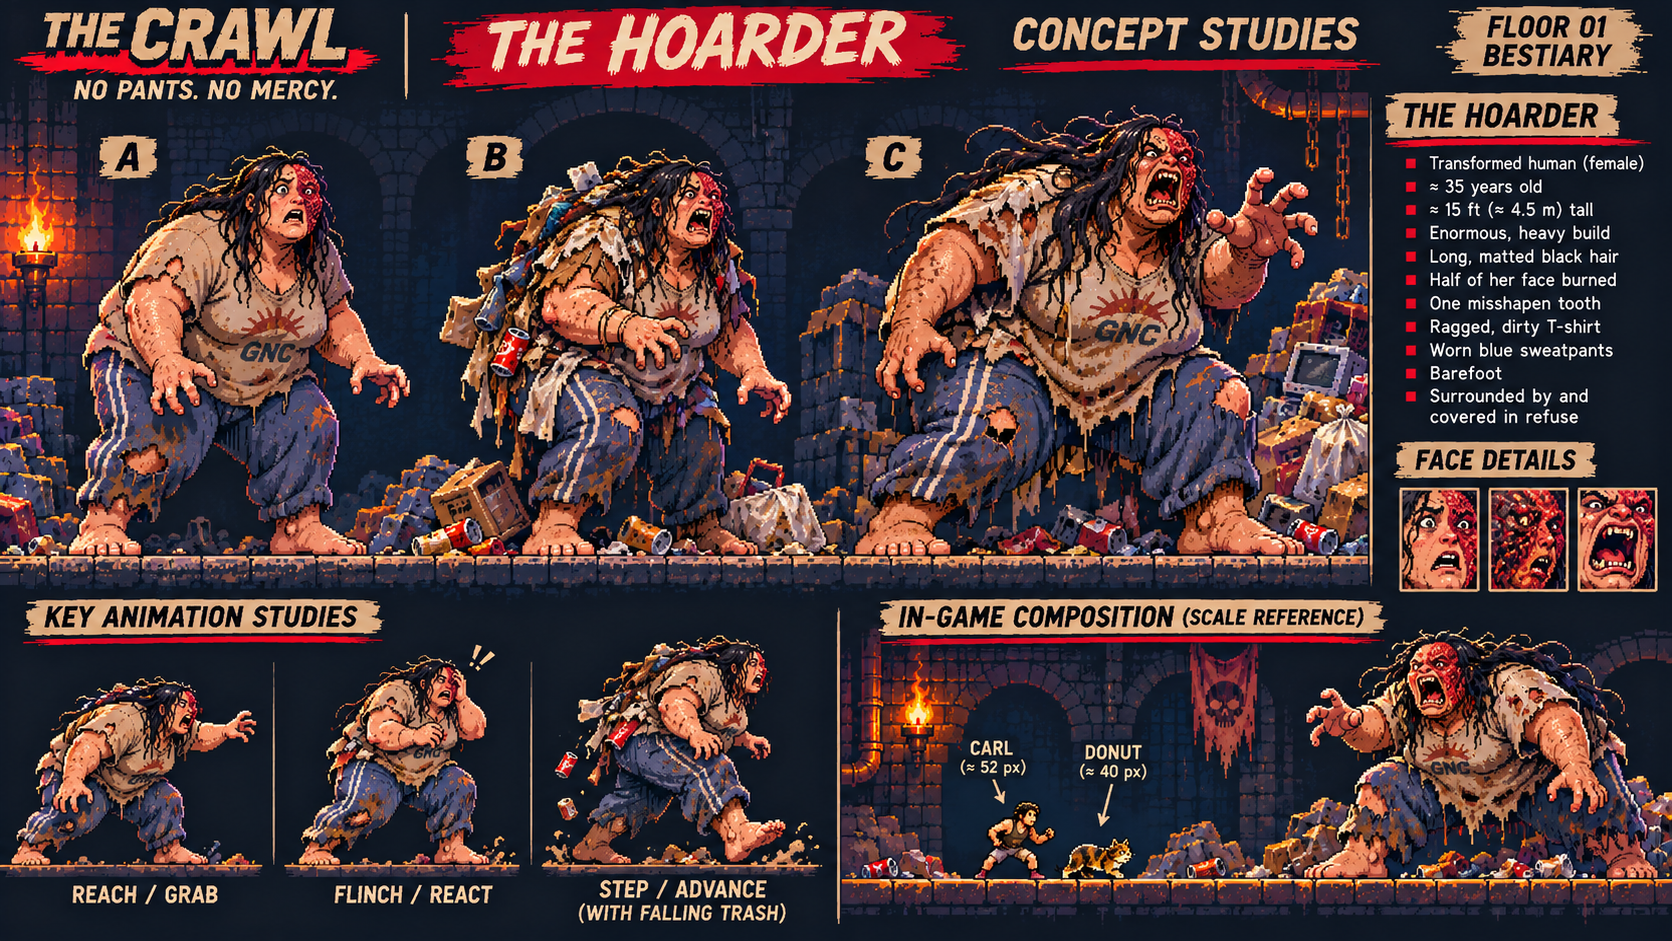 THE CRAWL
NO PANTS. NO MERCY.
THE HOARDER
CONCEPT STUDIES
FLOOR 01
BESTIARY
A
B
C
GNC
GNC
GNC
THE HOARDER
Transformed human (female)
≈ 35 years old
≈ 15 ft (≈ 4.5 m) tall
Enormous, heavy build
Long, matted black hair
Half of her face burned
One misshapen tooth
Ragged, dirty T-shirt
Worn blue sweatpants
Barefoot
Surrounded by and
covered in refuse
FACE DETAILS
KEY ANIMATION STUDIES
!!
GNC
REACH / GRAB
FLINCH / REACT
STEP / ADVANCE
(WITH FALLING TRASH)
IN-GAME COMPOSITION (SCALE REFERENCE)
CARL
(≈ 52 px)
DONUT
(≈ 40 px)
GNC